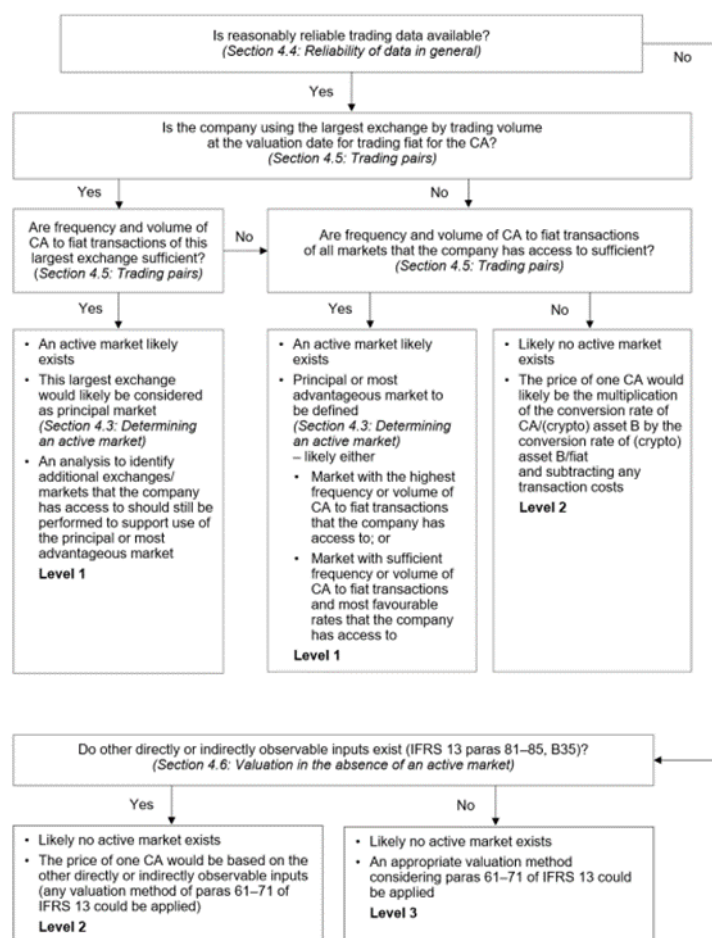 Is reasonably reliable trading data available?
(Section 4.4: Reliability of data in general)
No
Yes
Is the company using the largest exchange by trading volume
at the valuation date for trading fiat for the CA?
(Section 4.5: Trading pairs)
Yes
No
Are frequency and volume of
CA to fiat transactions of this
largest exchange sufficient?
(Section 4.5: Trading pairs)
No
Are frequency and volume of CA to fiat transactions
of all markets that the company has access to sufficient?
(Section 4.5: Trading pairs)
Yes
Yes
No
• An active market likely
exists
• This largest exchange
would likely be considered
as principal market
(Section 4.3: Determining
an active market)
• An analysis to identify
additional exchanges/
markets that the company
has access to should still be
performed to support use of
the principal or most
advantageous market
Level 1
• An active market likely
exists
• Principal or most
advantageous market to
be defined
(Section 4.3: Determining
an active market)
– likely either
• Market with the highest
frequency or volume of
CA to fiat transactions
that the company has
access to; or
• Market with sufficient
frequency or volume of
CA to fiat transactions
and most favourable
rates that the company
has access to
Level 1
• Likely no active market
exists
• The price of one CA would
likely be the multiplication
of the conversion rate of
CA/(crypto) asset B by the
conversion rate of (crypto)
asset B/fiat
and subtracting any
transaction costs
Level 2
Do other directly or indirectly observable inputs exist (IFRS 13 paras 81–85, B35)?
(Section 4.6: Valuation in the absence of an active market)
Yes
No
• Likely no active market exists
• The price of one CA would be based on the
other directly or indirectly observable inputs
(any valuation method of paras 61–71 of
IFRS 13 could be applied)
Level 2
• Likely no active market exists
• An appropriate valuation method
considering paras 61–71 of IFRS 13 could
be applied
Level 3